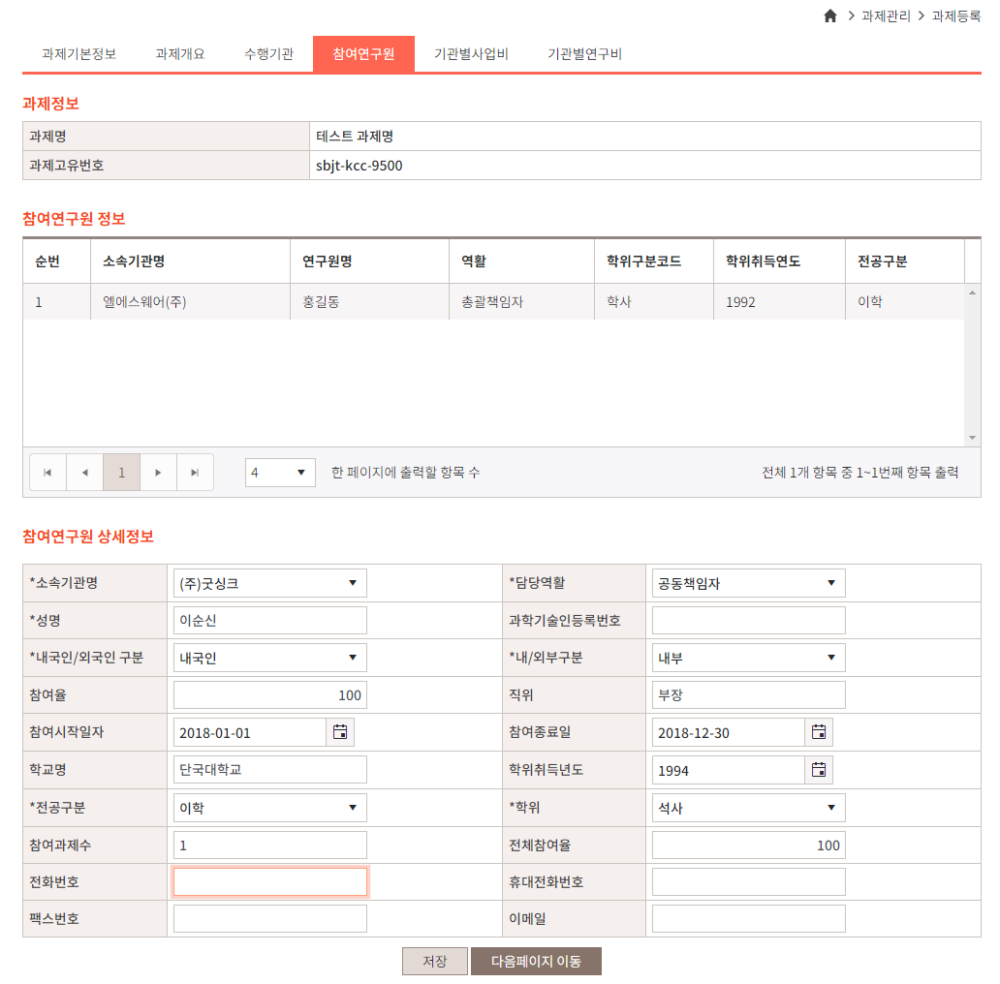 과제관리 과제등록
과제기본정보 과제개요 수행기관 참여연구원 기관별사업비 기관별연구비
과제정보
과제명 테스트 과제명
과제고유번호 sbjt-kcc-9500
참여연구원 정보
순번 소속기관명 연구원명 역활 학위구분코드 학위취득연도 전공구분
1 엘에스웨어(주) 홍길동 총괄책임자 학사 1992 이학
1 4 한 페이지에 출력할 항목 수 전체 1개 항목 중 1~1번째 항목 출력
참여연구원 상세정보
*소속기관명 (주)굿싱크 *담당역활 공동책임자
*성명 이순신 과학기술인등록번호
*내국인/외국인 구분 내국인 *내/외부구분 내부
참여율 100 직위 부장
참여시작일자 2018-01-01 참여종료일 2018-12-30
학교명 단국대학교 학위취득년도 1994
*전공구분 이학 *학위 석사
참여과제수 1 전체참여율 100
전화번호 휴대전화번호
팩스번호 이메일
저장 다음페이지 이동